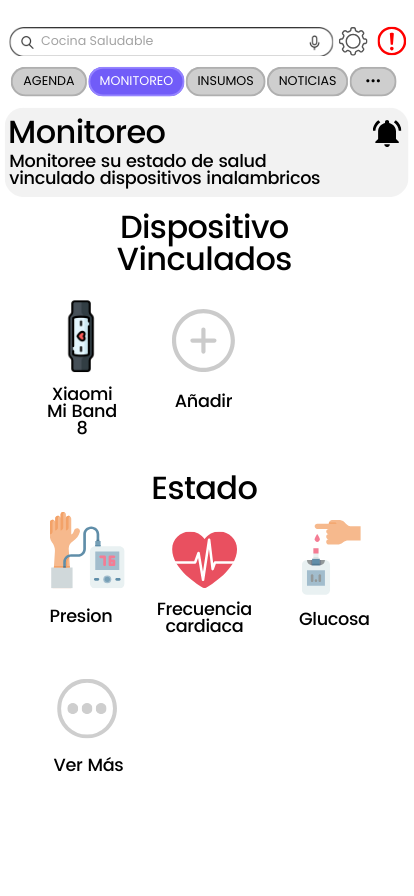 Cocina Saludable
AGENDA MONITOREO INSUMOS NOTICIAS ...
Monitoreo
Monitoree su estado de salud
vinculado dispositivos inalambricos
Dispositivo
Vinculados
Xiaomi
Mi Band
8
Añadir
Estado
76
Presion
Frecuencia
cardiaca
Glucosa
Ver Más